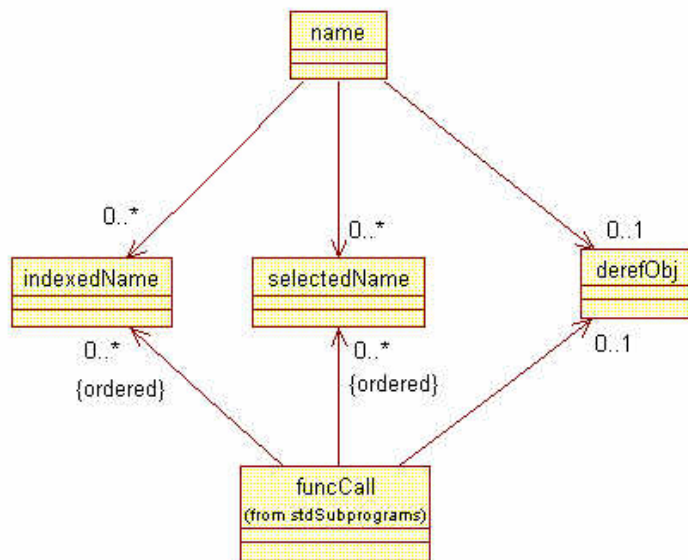 name
0..*
0..*
0..1
indexedName
selectedName
derefObj
0..*
{ordered}
0..*
{ordered}
0..1
funcCall
(from stdSubprograms)